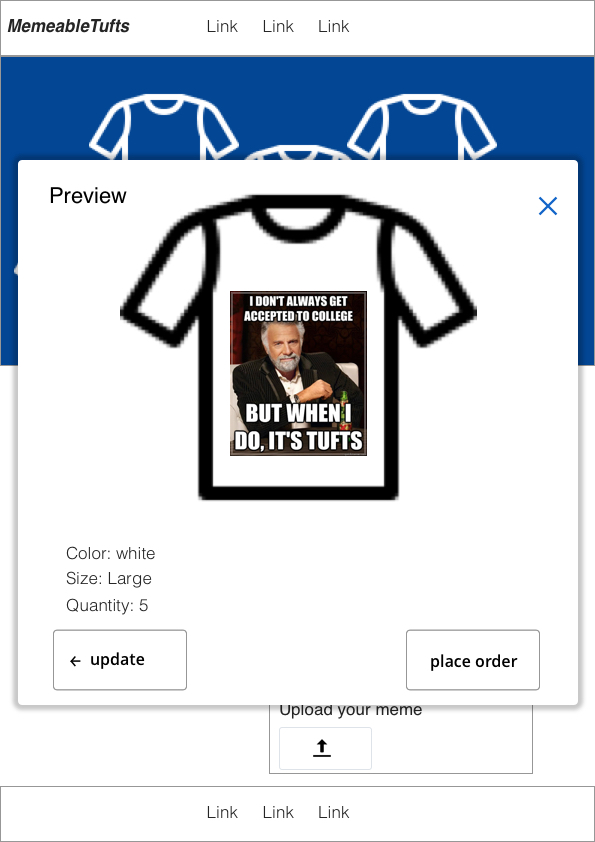 MemeableTufts Link Link Link
Preview
I DON'T ALWAYS GET
ACCEPTED TO COLLEGE
BUT WHEN I
DO, IT'S TUFTS
Color: white
Size: Large
Quantity: 5
update
place order
Upload your meme
Link Link Link